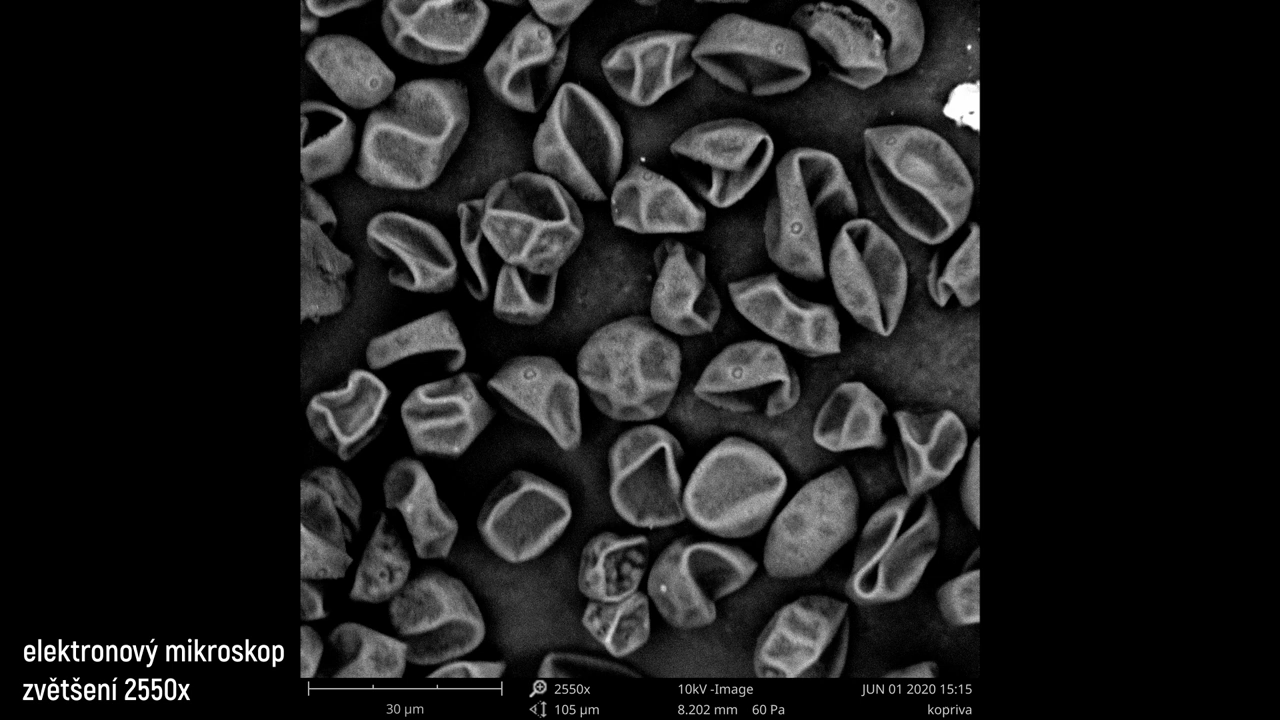 elektronový mikroskop
zvětšení 2550x
30 µm
2550x
10kV -Image
JUN 01 2020 15:15
105 µm
8.202 mm
60 Pa
kopriva